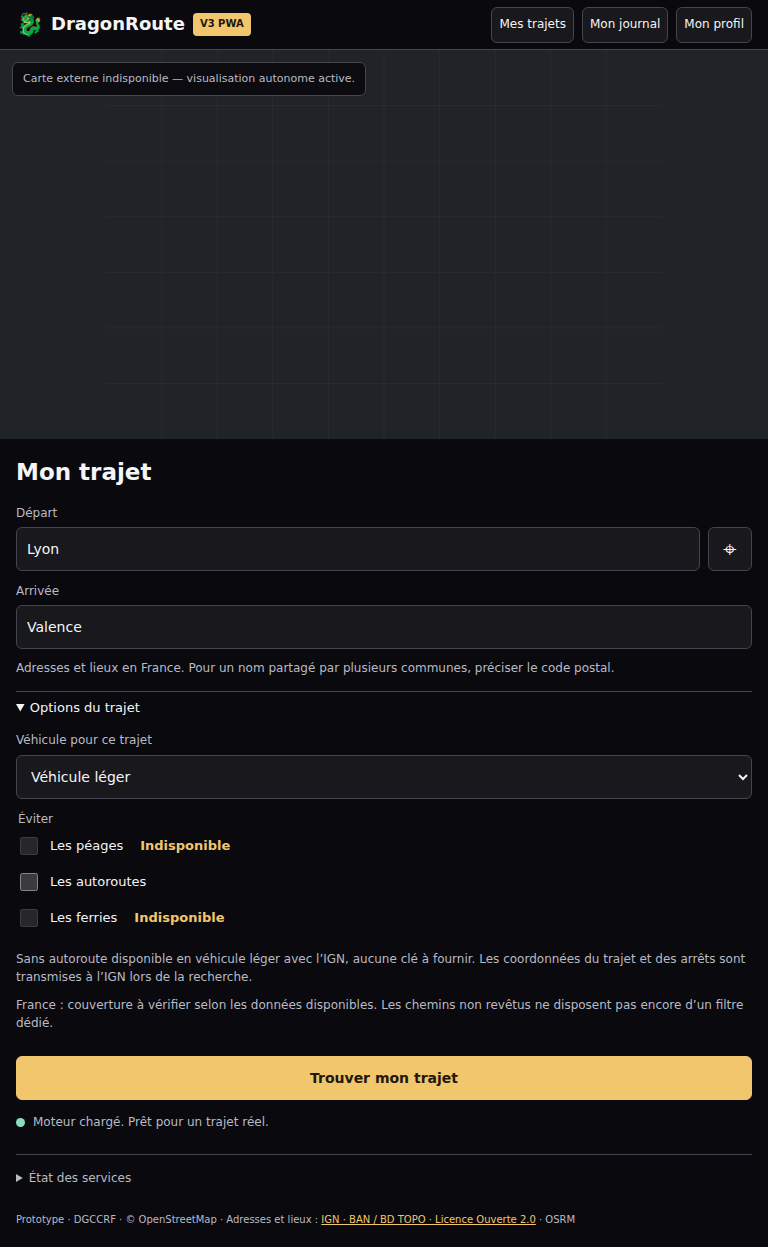 DragonRoute V3 PWA Mes trajets Mon journal Mon profil
Carte externe indisponible — visualisation autonome active.
Mon trajet
Départ
Lyon
Arrivée
Valence
Adresses et lieux en France. Pour un nom partagé par plusieurs communes, préciser le code postal.
Options du trajet
Véhicule pour ce trajet
Véhicule léger
Éviter
Les péages Indisponible
Les autoroutes
Les ferries Indisponible
Sans autoroute disponible en véhicule léger avec l’IGN, aucune clé à fournir. Les coordonnées du trajet et des arrêts sont
transmises à l’IGN lors de la recherche.
France : couverture à vérifier selon les données disponibles. Les chemins non revêtus ne disposent pas encore d’un filtre
dédié.
Trouver mon trajet
Moteur chargé. Prêt pour un trajet réel.
État des services
Prototype · DGCCRF · © OpenStreetMap · Adresses et lieux : IGN · BAN / BD TOPO · Licence Ouverte 2.0 · OSRM